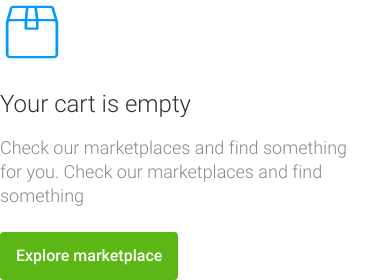 Your cart is empty
Check our marketplaces and find something
for you. Check our marketplaces and find
something
Explore marketplace